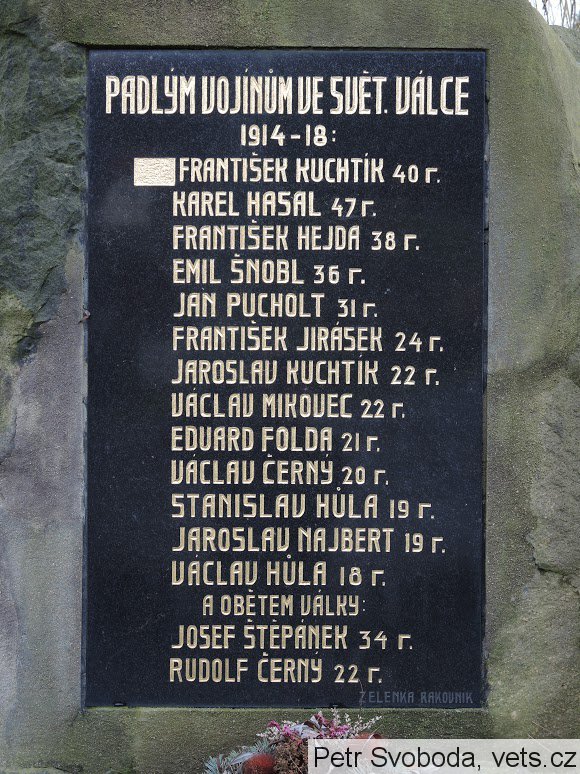 PADLÝM VOJÍNŮM VE SVĚT. VÁLCE
1914-18:
FRANTIŠEK KUCHTÍK 40 r.
KAREL HASAL 47 r.
FRANTIŠEK HEJDA 38 r.
EMIL ŠNOBL 36 r.
JAN PUCHOLT 31 r.
FRANTIŠEK JIRÁSEK 24 r.
JAROSLAV KUCHTÍK 22 r.
VÁCLAV MIKOVEC 22 r.
EDUARD FOLDA 21 r.
VÁCLAV ČERNÝ 20 r.
STANISLAV HŮLA 19 r.
JAROSLAV NAJBERT 19 r.
VÁCLAV HŮLA 18 r.
A OBĚTEM VÁLKY:
JOSEF ŠTĚPÁNEK 34 r.
RUDOLF ČERNÝ 22 r.
ZELENKA RAKOVNIK
Petr Svoboda, vets.cz